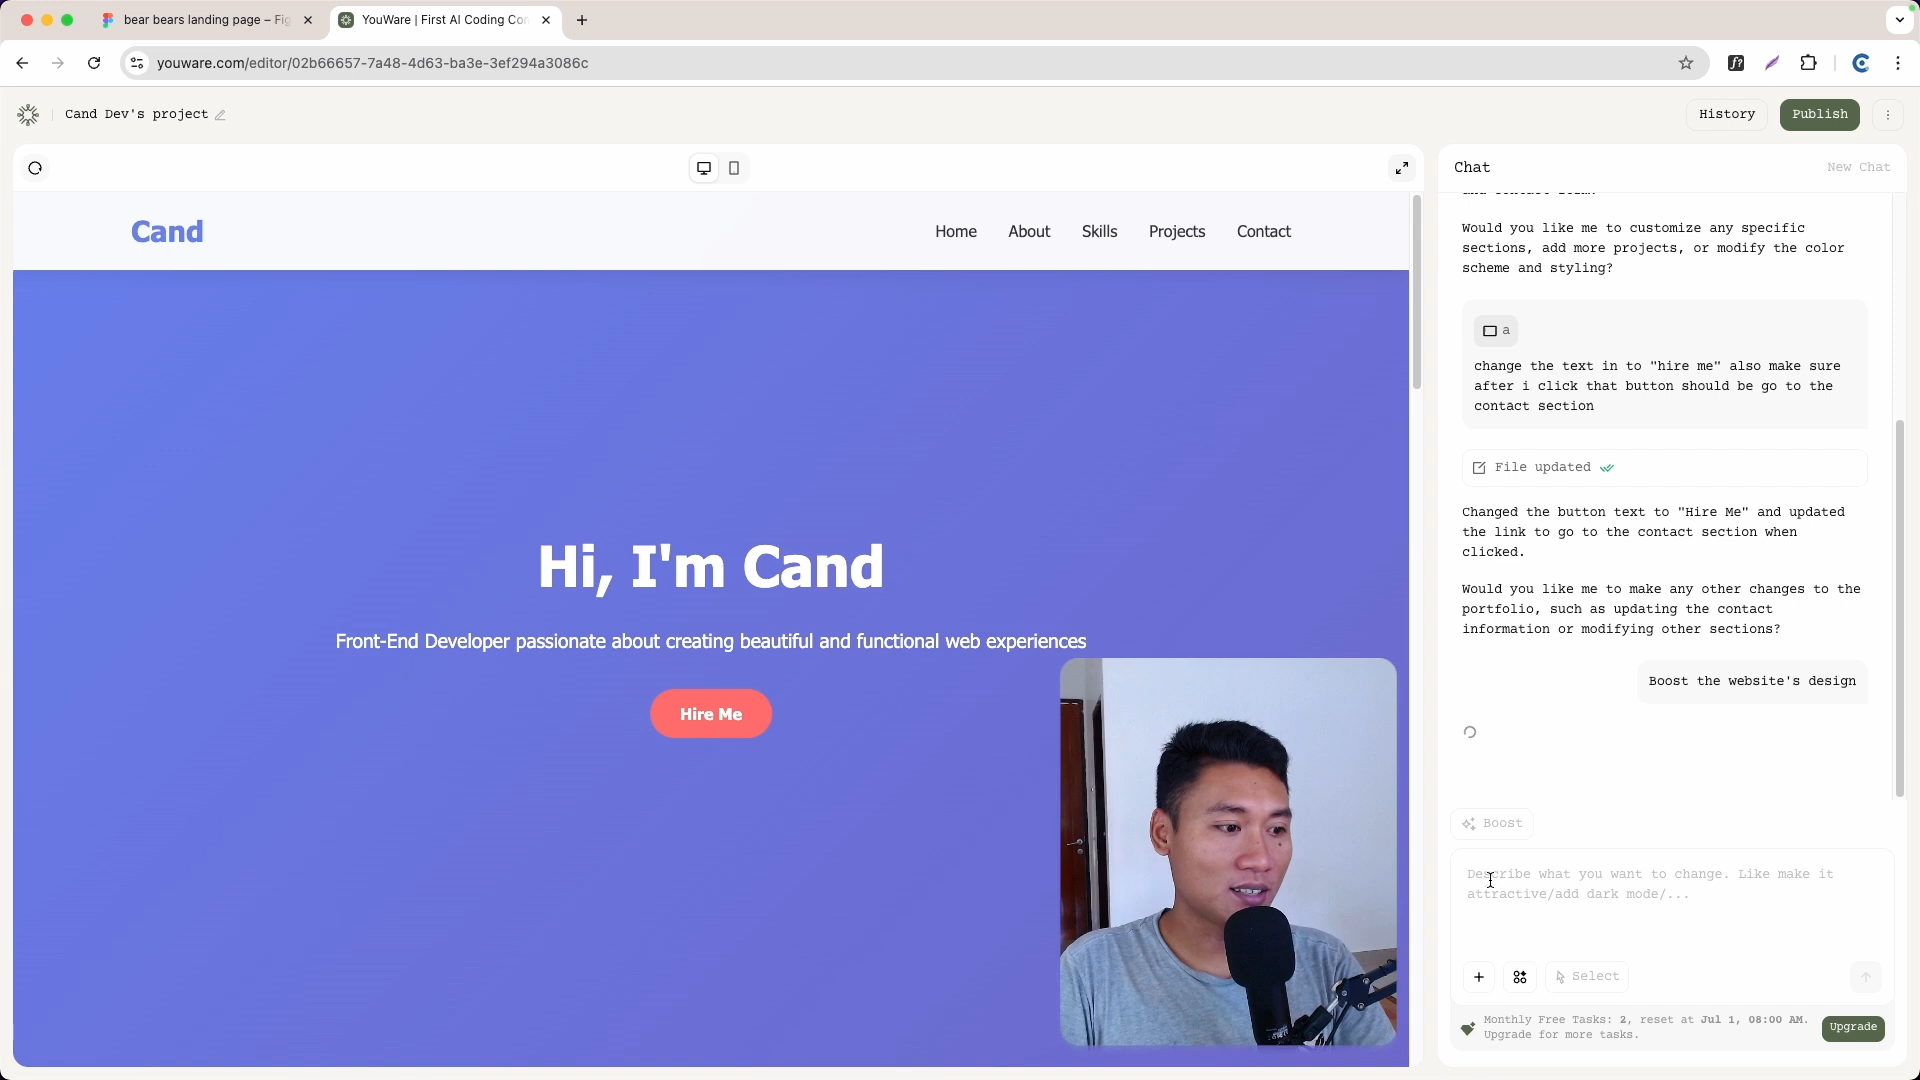 bear bears landing page – Fig
YouWare | First AI Coding Con
youware.com/editor/02b66657-7a48-4d63-ba3e-3ef294a3086c
Cand Dev's project
History
Publish
Chat
New Chat
Cand
Home
About
Skills
Projects
Contact
Hi, I'm Cand
Front-End Developer passionate about creating beautiful and functional web experiences
Hire Me
Would you like me to customize any specific
sections, add more projects, or modify the color
scheme and styling?
a
change the text in to "hire me" also make sure
after i click that button should be go to the
contact section
File updated
Changed the button text to "Hire Me" and updated
the link to go to the contact section when
clicked.
Would you like me to make any other changes to the
portfolio, such as updating the contact
information or modifying other sections?
Boost the website's design
Boost
Describe what you want to change. Like make it
attractive/add dark mode/...
Select
Monthly Free Tasks: 2, reset at Jul 1, 08:00 AM.
Upgrade for more tasks.
Upgrade